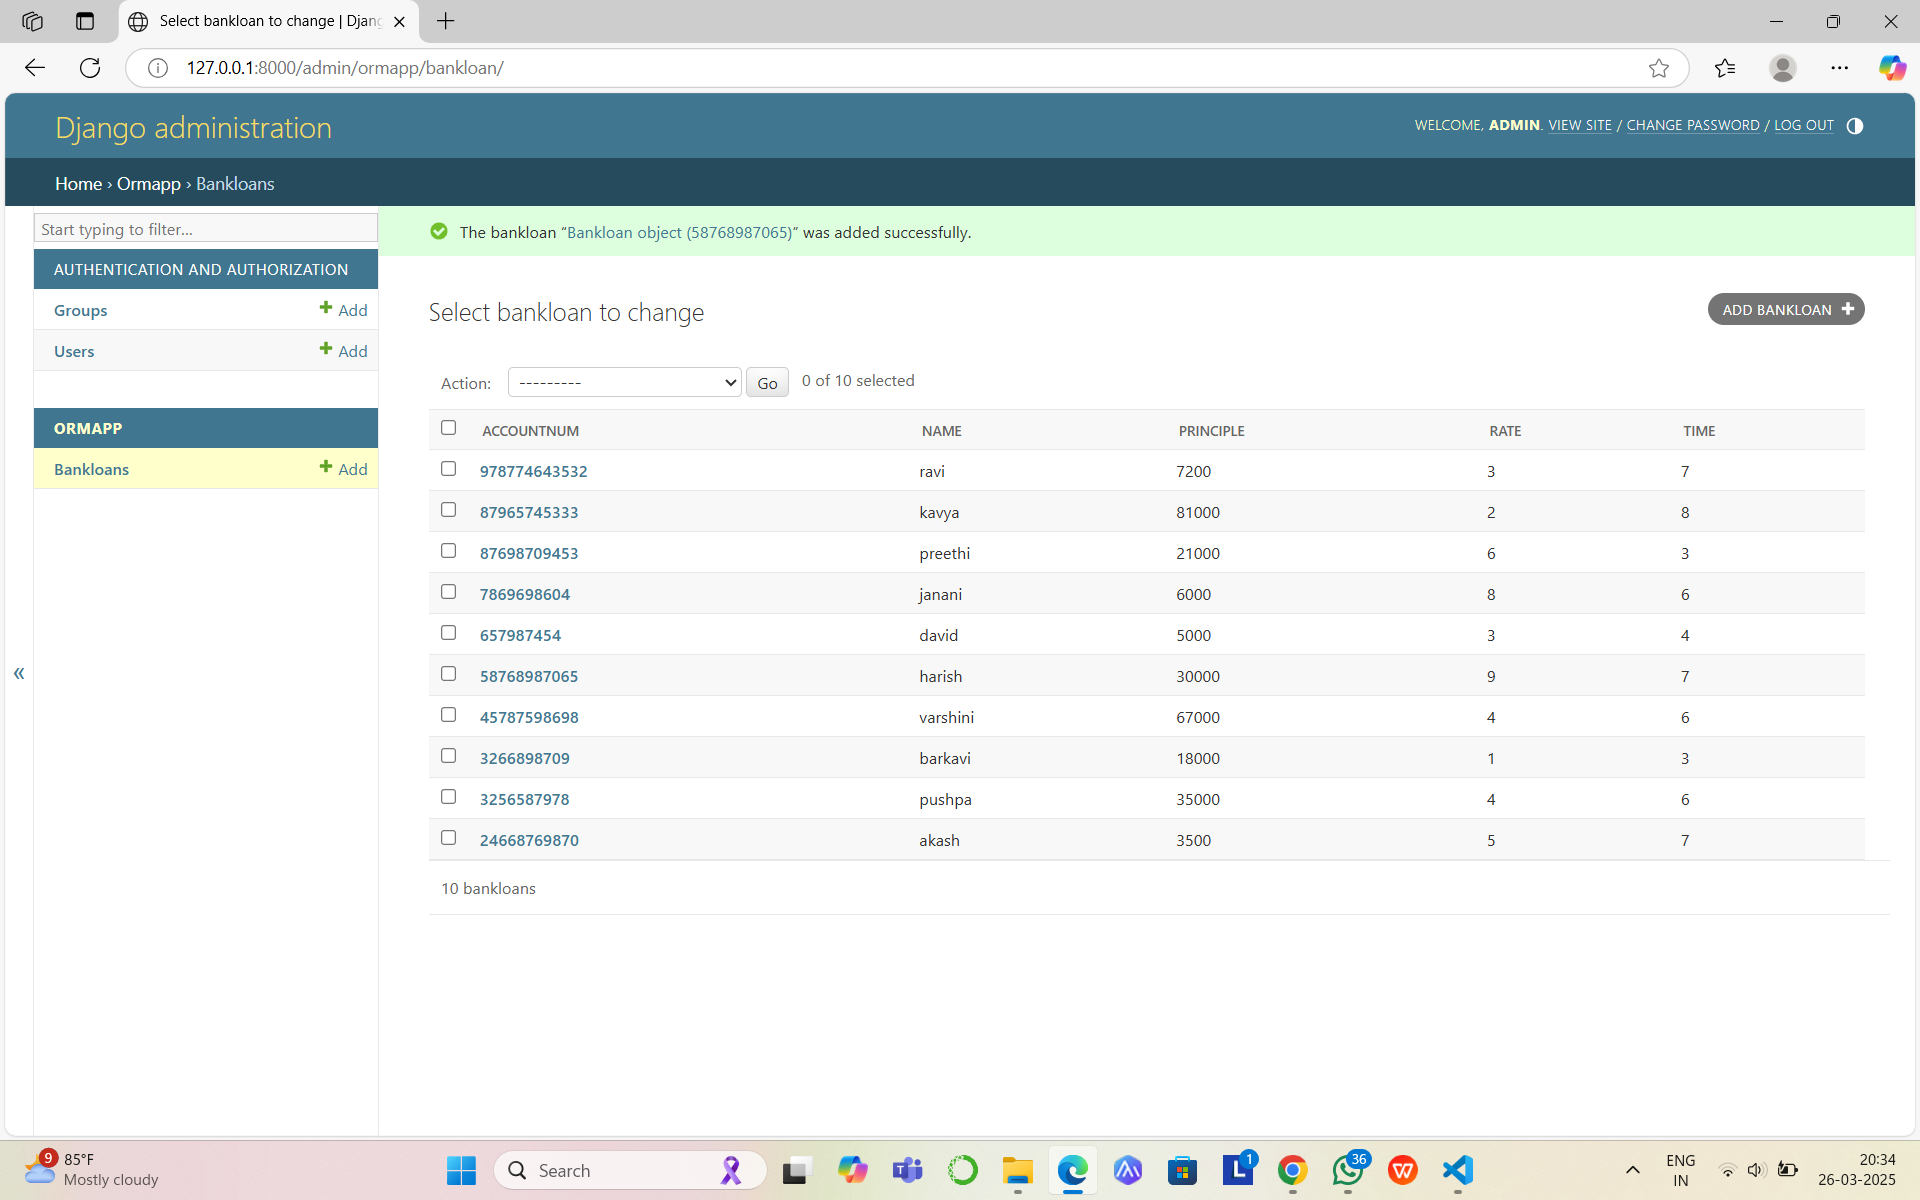 Select bankloan to change | Djang
127.0.0.1:8000/admin/ormapp/bankloan/
Django administration
WELCOME, ADMIN. VIEW SITE / CHANGE PASSWORD / LOG OUT
Home › Ormapp › Bankloans
Start typing to filter...
The bankloan “Bankloan object (58768987065)” was added successfully.
AUTHENTICATION AND AUTHORIZATION
Groups Add
Users Add
ORMAPP
Bankloans Add
«
Select bankloan to change
ADD BANKLOAN
Action: --------- Go 0 of 10 selected
ACCOUNTNUM NAME PRINCIPLE RATE TIME
978774643532 ravi 7200 3 7
87965745333 kavya 81000 2 8
87698709453 preethi 21000 6 3
7869698604 janani 6000 8 6
657987454 david 5000 3 4
58768987065 harish 30000 9 7
45787598698 varshini 67000 4 6
3266898709 barkavi 18000 1 3
3256587978 pushpa 35000 4 6
24668769870 akash 3500 5 7
10 bankloans
9
85°F
Mostly cloudy
Search
1
36
ENG
IN
20:34
26-03-2025